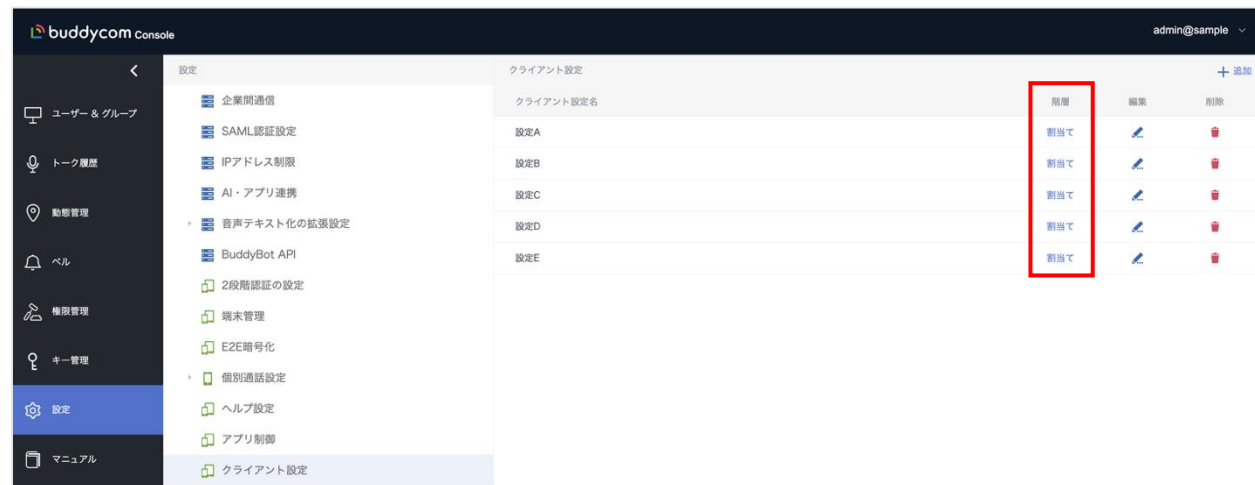 buddycom Console
admin@sample
ユーザー & グループ
トーク履歴
動態管理
ベル
権限管理
キー管理
設定
マニュアル
設定
企業間通信
SAML認証設定
IPアドレス制限
AI・アプリ連携
音声テキスト化の拡張設定
BuddyBot API
2段階認証の設定
端末管理
E2E暗号化
個別通話設定
ヘルプ設定
アプリ制御
クライアント設定
クライアント設定
追加
クライアント設定名 階層 編集 削除
設定A 割当て
設定B 割当て
設定C 割当て
設定D 割当て
設定E 割当て